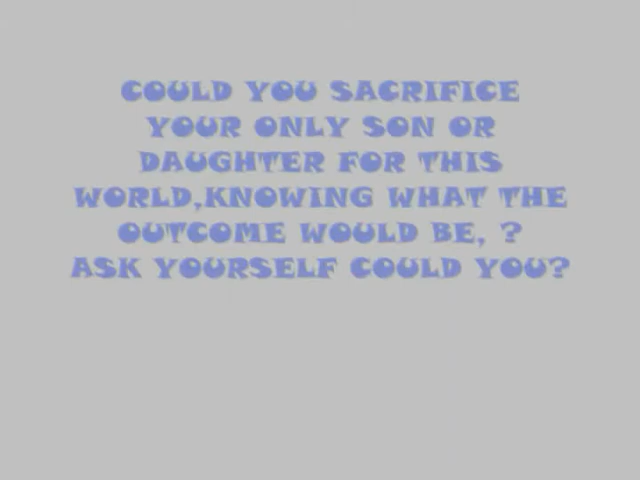 COULD YOU SACRIFICE
YOUR ONLY SON OR
DAUGHTER FOR THIS
WORLD,KNOWING WHAT THE
OUTCOME WOULD BE, ?
ASK YOURSELF COULD YOU?